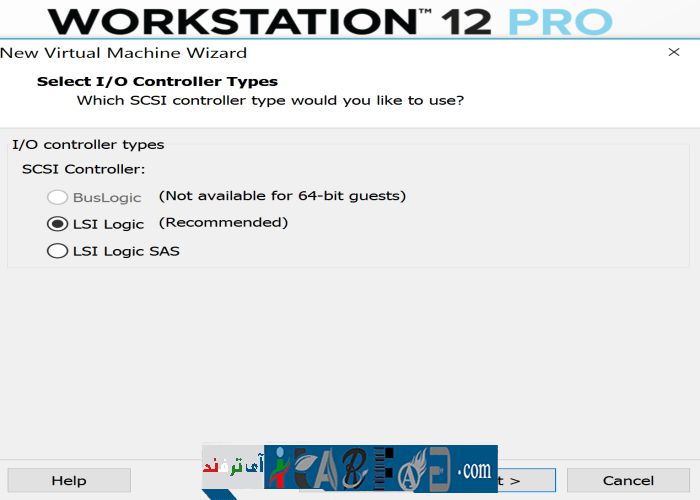 WORKSTATION™ 12 PRO
New Virtual Machine Wizard ×
Select I/O Controller Types
Which SCSI controller type would you like to use?
I/O controller types
SCSI Controller:
BusLogic (Not available for 64-bit guests)
LSI Logic (Recommended)
LSI Logic SAS
آی ترفند
.com
Help t > Cancel